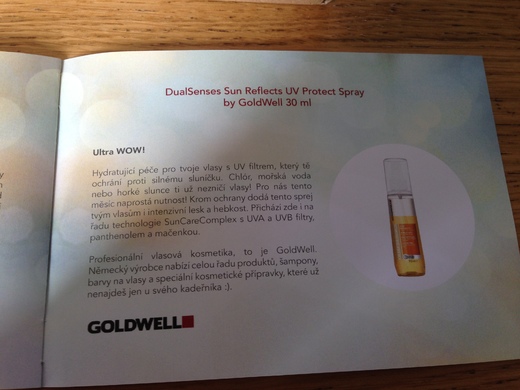 DualSenses Sun Reflects UV Protect Spray
by GoldWell 30 ml
Ultra WOW!
Hydratující péče pro tvoje vlasy s UV filtrem, který tě
ochrání proti silnému sluníčku. Chlór, mořská voda
nebo horké slunce ti už nezničí vlasy! Pro nás tento
měsíc naprostá nutnost! Krom ochrany dodá tento sprej
tvým vlasům i intenzivní lesk a hebkost. Přichází zde i na
řadu technologie SunCareComplex s UVA a UVB filtry,
panthenolem a mačenkou.
Profesionální vlasová kosmetika, to je GoldWell.
Německý výrobce nabízí celou řadu produktů, šampony,
barvy na vlasy a speciální kosmetické přípravky, které už
nenajdeš jen u svého kadeřníka :).
GOLDWELL